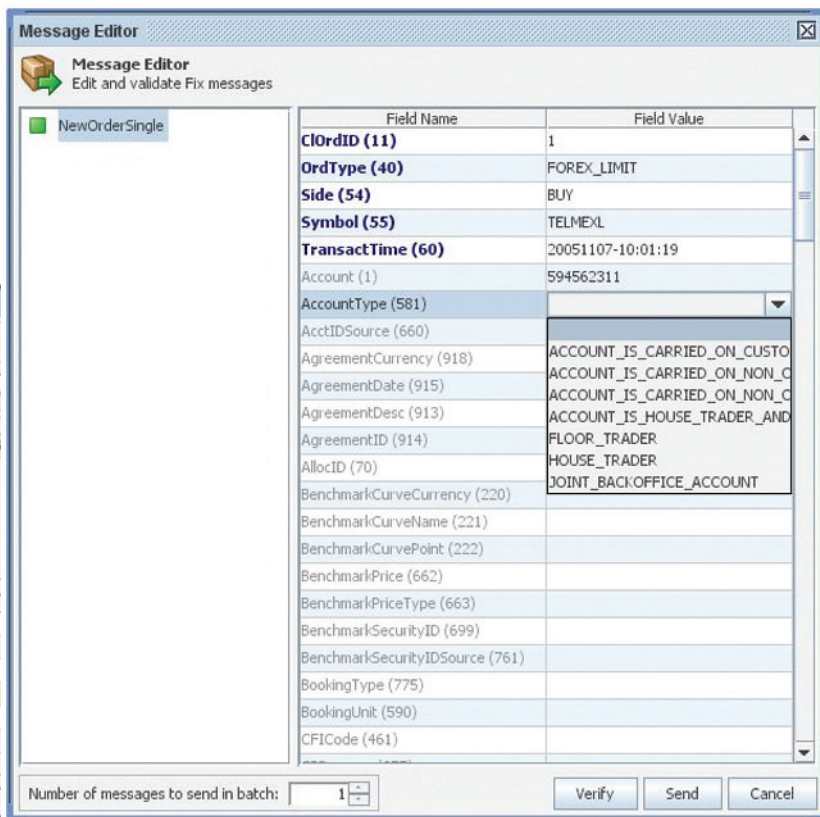 Message Editor
Message Editor
Edit and validate Fix messages
NewOrderSingle
Field Name Field Value
ClOrdID (11) 1
OrdType (40) FOREX_LIMIT
Side (54) BUY
Symbol (55) TELMEXL
TransactTime (60) 20051107-10:01:19
Account (1) 594562311
AccountType (581)
AcctIDSource (660)
ACCOUNT_IS_CARRIED_ON_CUSTO
AgreementCurrency (918)
ACCOUNT_IS_CARRIED_ON_NON_C
AgreementDate (915)
ACCOUNT_IS_CARRIED_ON_NON_C
AgreementDesc (913)
ACCOUNT_IS_HOUSE_TRADER_AND
AgreementID (914)
FLOOR_TRADER
AllocID (70)
HOUSE_TRADER
JOINT_BACKOFFICE_ACCOUNT
BenchmarkCurveCurrency (220)
BenchmarkCurveName (221)
BenchmarkCurvePoint (222)
BenchmarkPrice (662)
BenchmarkPriceType (663)
BenchmarkSecurityID (699)
BenchmarkSecurityIDSource (761)
BookingType (775)
BookingUnit (590)
CFICode (461)
Number of messages to send in batch: 1 Verify Send Cancel